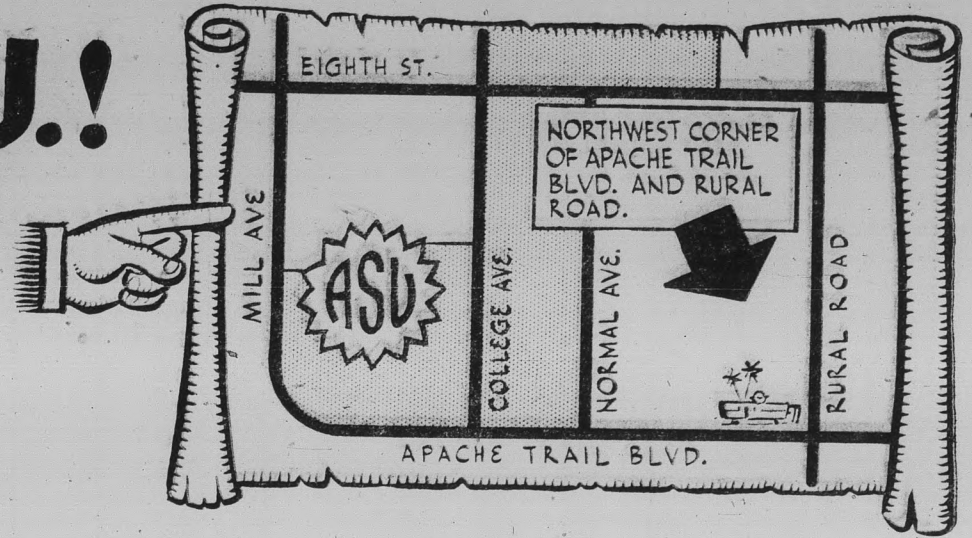 U.!
EIGHTH ST.
NORTHWEST CORNER
OF APACHE TRAIL
BLVD. AND RURAL
ROAD.
MILL AVE
ASU
COLLEGE AVE.
NORMAL AVE.
RURAL ROAD
APACHE TRAIL BLVD.